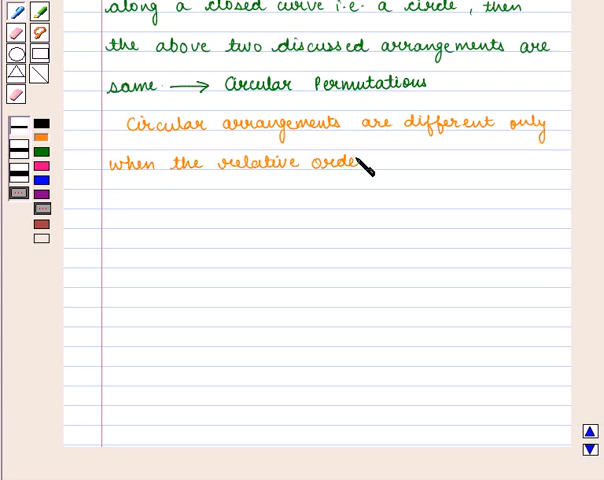 along a closed curve i.e. a circle, then
the above two discussed arrangements are
same. → Circular Permutations
Circular arrangements are different only
when the relative orde